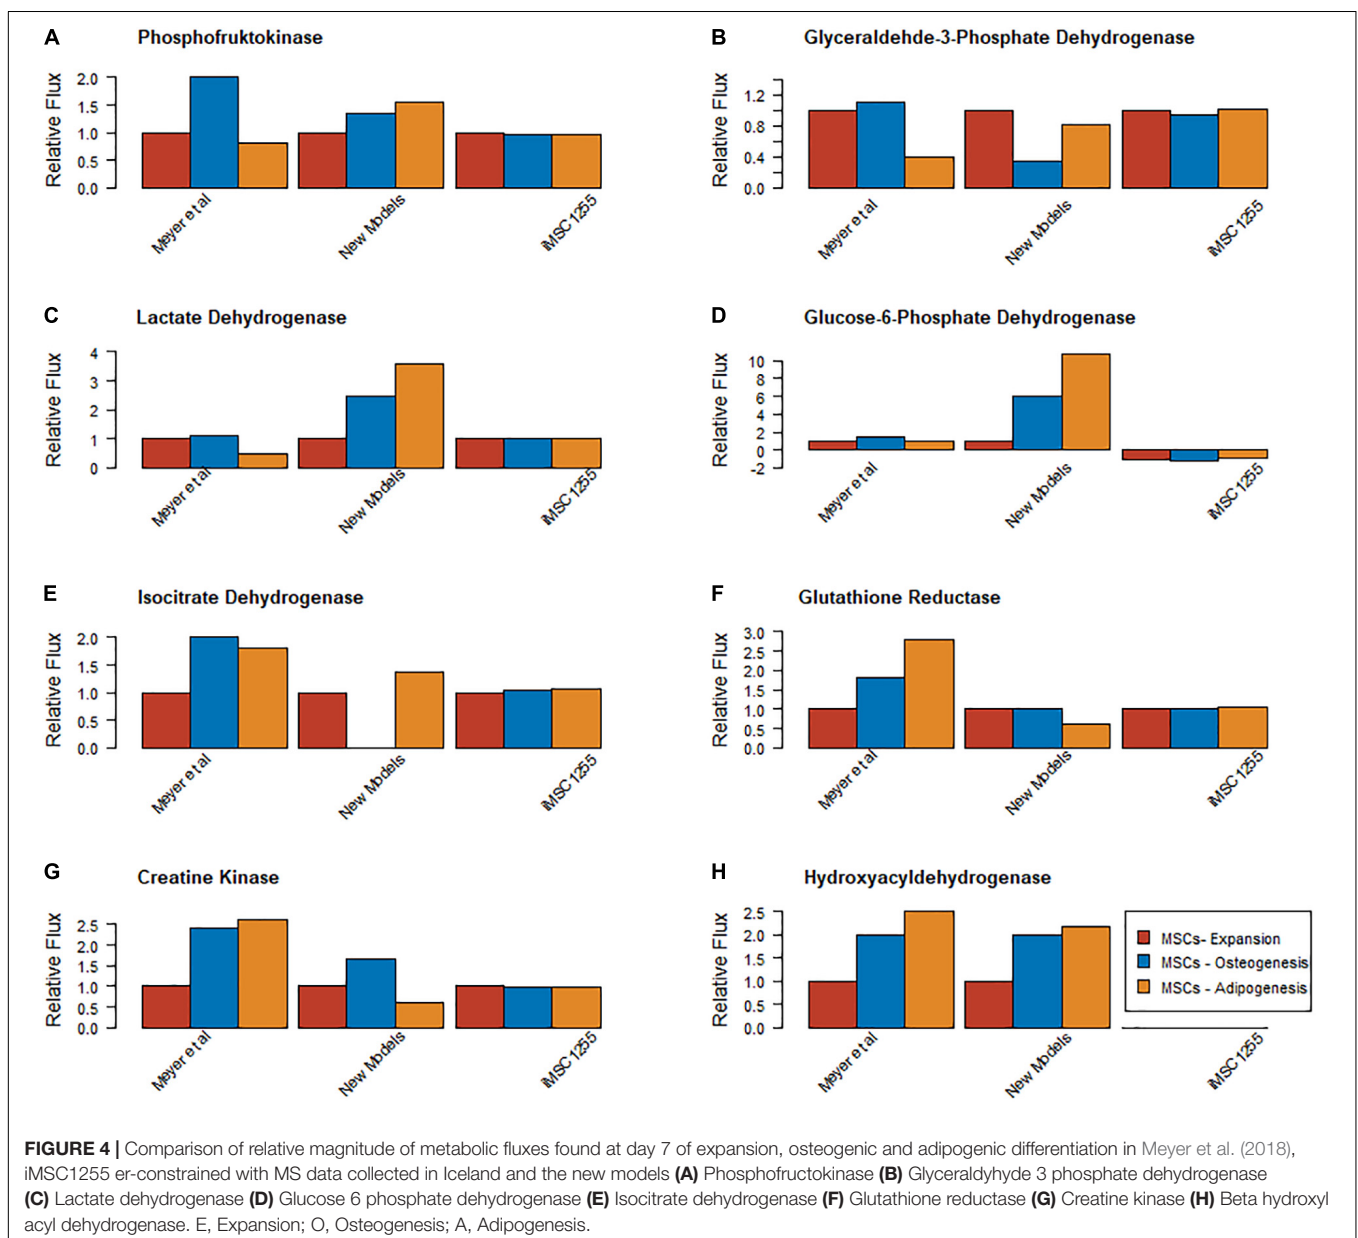 A Phosphofruktokinase
Relative Flux
2.0
1.5
1.0
0.5
0.0
Meyer et al
New Models
iMSC1255
B Glyceraldehde-3-Phosphate Dehydrogenase
Relative Flux
1.2
0.8
0.4
0.0
Meyer et al
New Models
iMSC1255
C Lactate Dehydrogenase
Relative Flux
4
3
2
1
0
Meyer et al
New Models
iMSC1255
D Glucose-6-Phosphate Dehydrogenase
Relative Flux
10
8
6
4
2
0
-2
Meyer et al
New Models
iMSC1255
E Isocitrate Dehydrogenase
Relative Flux
2.0
1.5
1.0
0.5
0.0
Meyer et al
New Models
iMSC1255
F Glutathione Reductase
Relative Flux
3.0
2.5
2.0
1.5
1.0
0.5
0.0
Meyer et al
New Models
iMSC1255
G Creatine Kinase
Relative Flux
2.5
2.0
1.5
1.0
0.5
0.0
Meyer et al
New Models
iMSC1255
H Hydroxyacyldehydrogenase
Relative Flux
2.5
2.0
1.5
1.0
0.5
0.0
Meyer et al
New Models
iMSC1255
MSCs- Expansion
MSCs - Osteogenesis
MSCs - Adipogenesis
FIGURE 4 | Comparison of relative magnitude of metabolic fluxes found at day 7 of expansion, osteogenic and adipogenic differentiation in Meyer et al. (2018),
iMSC1255 er-constrained with MS data collected in Iceland and the new models (A) Phosphofructokinase (B) Glyceraldyhyde 3 phosphate dehydrogenase
(C) Lactate dehydrogenase (D) Glucose 6 phosphate dehydrogenase (E) Isocitrate dehydrogenase (F) Glutathione reductase (G) Creatine kinase (H) Beta hydroxyl
acyl dehydrogenase. E, Expansion; O, Osteogenesis; A, Adipogenesis.